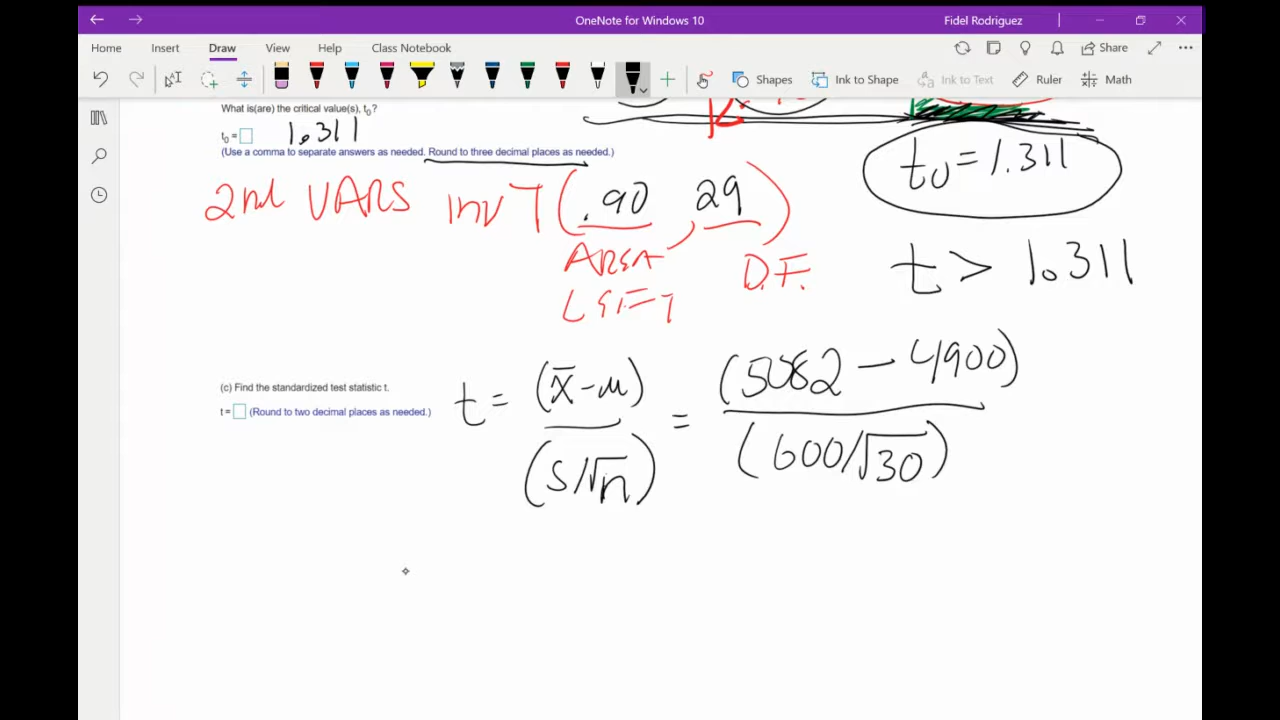 OneNote for Windows 10
Fidel Rodriguez
Home Insert Draw View Help Class Notebook Share
Shapes Ink to Shape Ink to Text Ruler Math
What is(are) the critical value(s), t₀?
t₀ = 1.311
(Use a comma to separate answers as needed. Round to three decimal places as needed.)
t₀ = 1.311
2nd VARS inv T (.90, 29)
AREA D.F.
LEFT
t > 1.311
(c) Find the standardized test statistic t.
t = (Round to two decimal places as needed.)
t = (x̄ - μ) / (s/√n) = (5082 - 4900) / (600/√30)